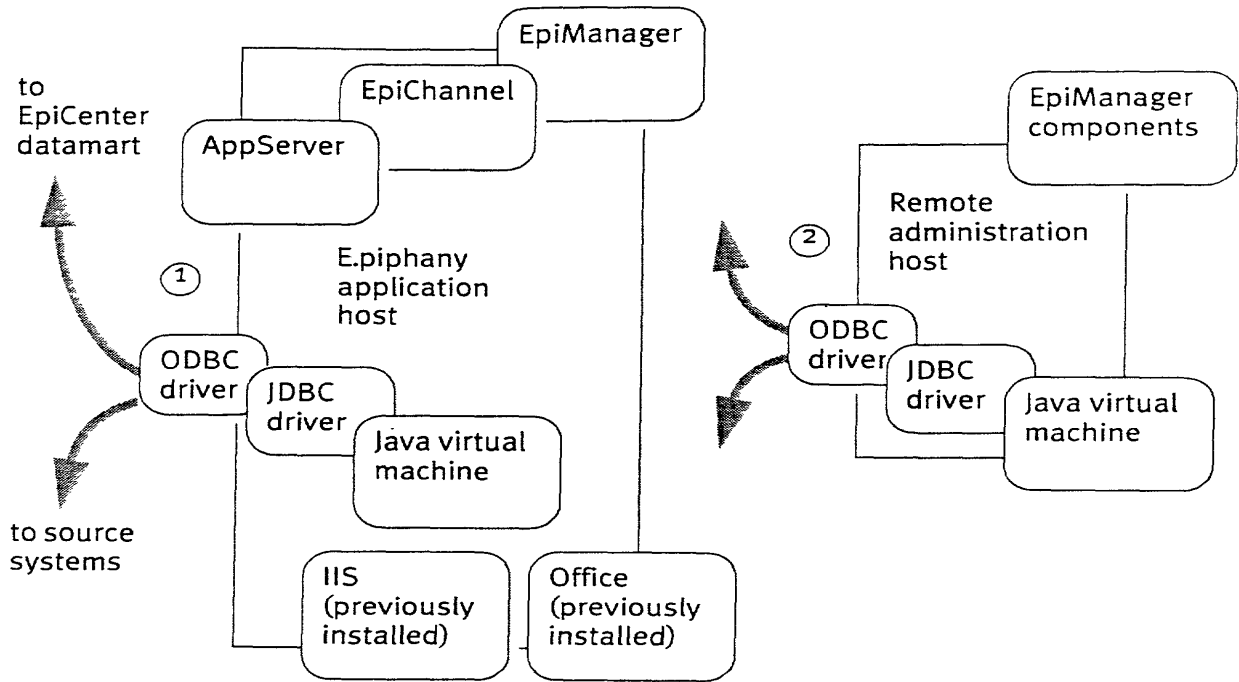 to
EpiCenter
datamart
EpiManager
EpiChannel
AppServer
1
E.piphany
application
host
ODBC
driver
JDBC
driver
Java virtual
machine
to source
systems
IIS
(previously
installed)
Office
(previously
installed)
EpiManager
components
Remote
administration
host
2
ODBC
driver
JDBC
driver
Java virtual
machine